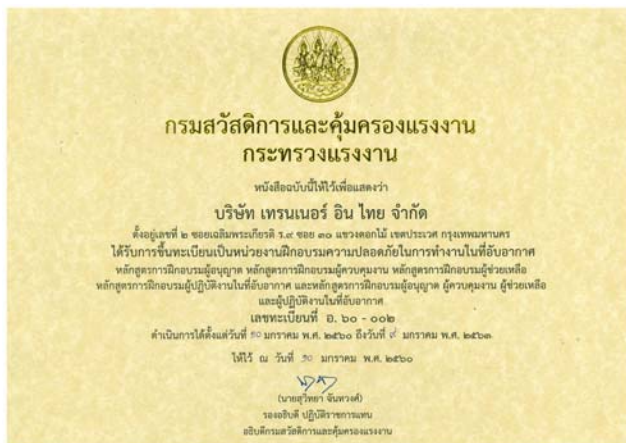 กรมสวัสดิการและคุ้มครองแรงงาน
กระทรวงแรงงาน
หนังสือฉบับนี้ให้ไว้เพื่อแสดงว่า
บริษัท เทรนเนอร์ อิน ไทย จำกัด
ตั้งอยู่เลขที่ ๒ ซอยเฉลิมพระเกียรติ ร.๙ ซอย ๓๐ แขวงดอกไม้ เขตประเวศ กรุงเทพมหานคร
ได้รับการขึ้นทะเบียนเป็นหน่วยงานฝึกอบรมความปลอดภัยในการทำงานในที่อับอากาศ
หลักสูตรการฝึกอบรมผู้อนุญาต หลักสูตรการฝึกอบรมผู้ควบคุมงาน หลักสูตรการฝึกอบรมผู้ช่วยเหลือ
หลักสูตรการฝึกอบรมผู้ปฏิบัติงานในที่อับอากาศ และหลักสูตรการฝึกอบรมผู้อนุญาต ผู้ควบคุมงาน ผู้ช่วยเหลือ
และผู้ปฏิบัติงานในที่อับอากาศ
เลขทะเบียนที่ อ. ๖๐ - ๐๐๒
ดำเนินการได้ตั้งแต่วันที่ ๑๐ มกราคม พ.ศ. ๒๕๖๐ ถึงวันที่ ๙ มกราคม พ.ศ. ๒๕๖๓
ให้ไว้ ณ วันที่ ๑๐ มกราคม พ.ศ. ๒๕๖๐
(นายสุวิทยา จันทวงศ์)
รองอธิบดี ปฏิบัติราชการแทน
อธิบดีกรมสวัสดิการและคุ้มครองแรงงาน